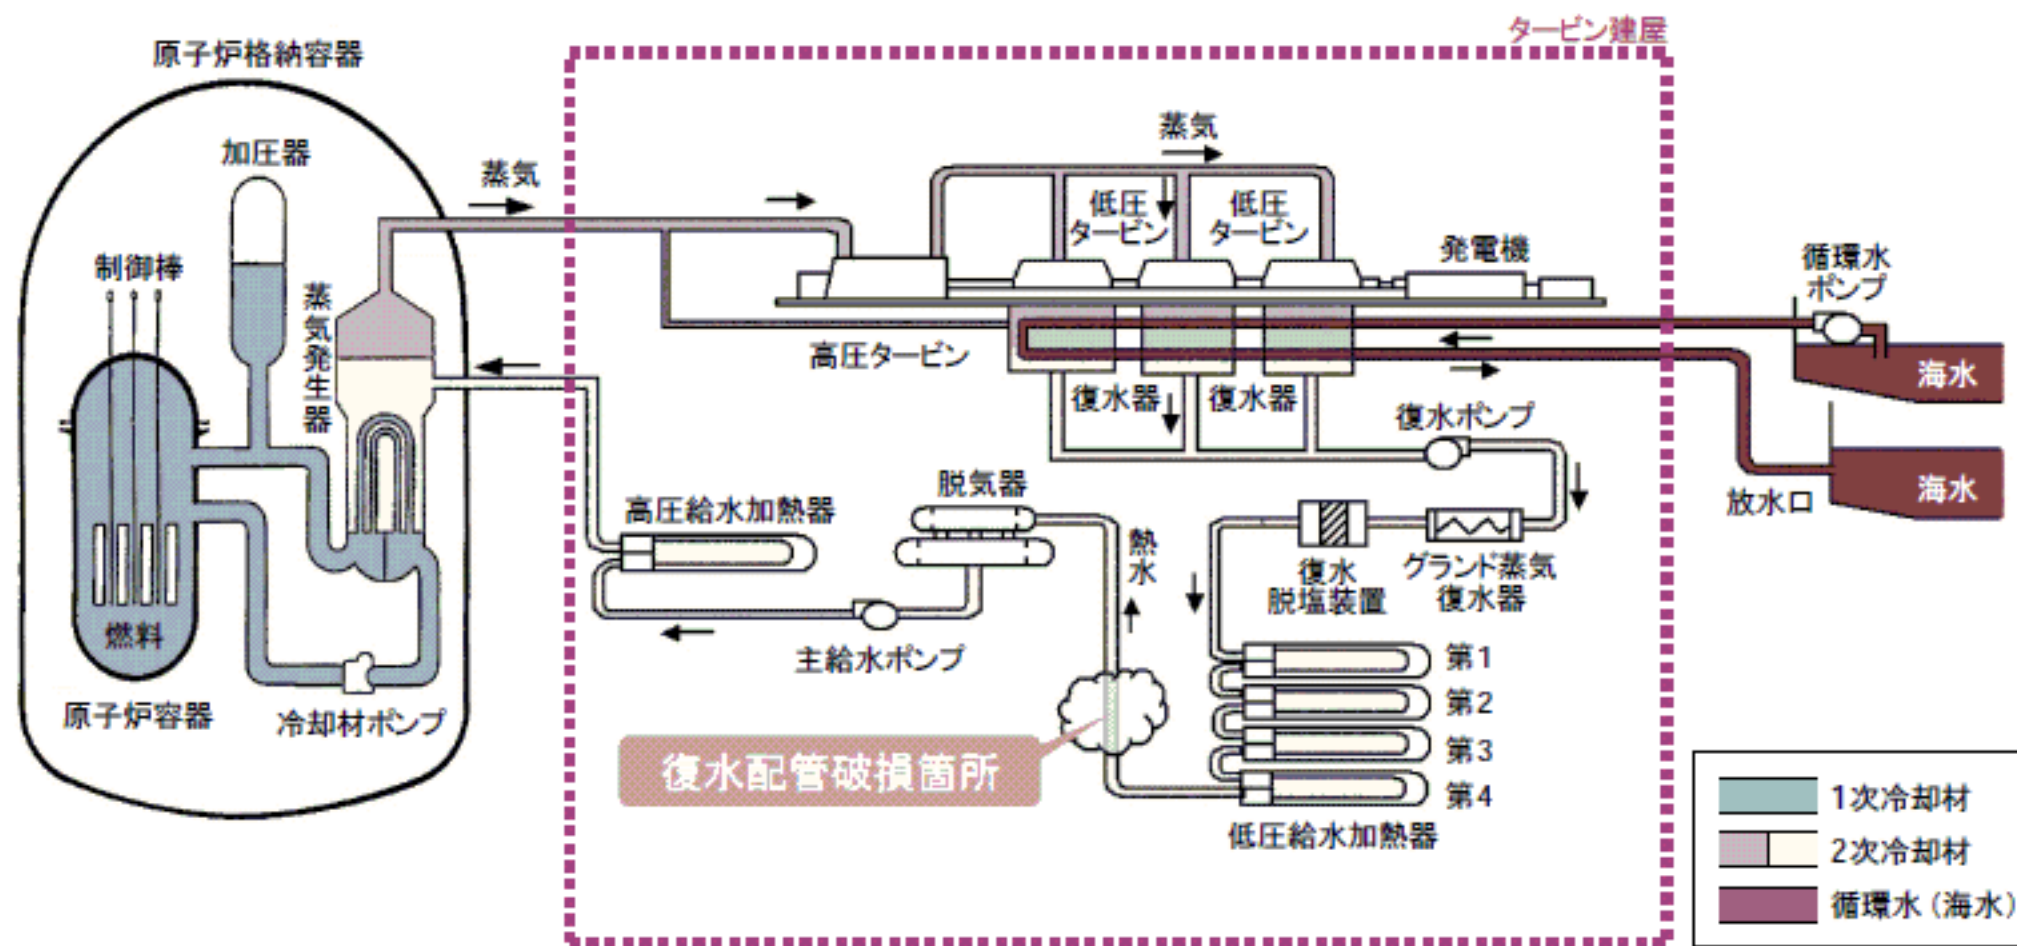 タービン建屋
原子炉格納容器
加圧器
蒸気
蒸気
制御棒
蒸気発生器
低圧
タービン
低圧
タービン
発電機
循環水
ポンプ
高圧タービン
海水
復水器
復水器
復水ポンプ
海水
放水口
脱気器
高圧給水加熱器
熱水
復水
脱塩装置
グランド蒸気
復水器
燃料
主給水ポンプ
第1
第2
第3
第4
原子炉容器
冷却材ポンプ
復水配管破損箇所
低圧給水加熱器
1次冷却材
2次冷却材
循環水(海水)